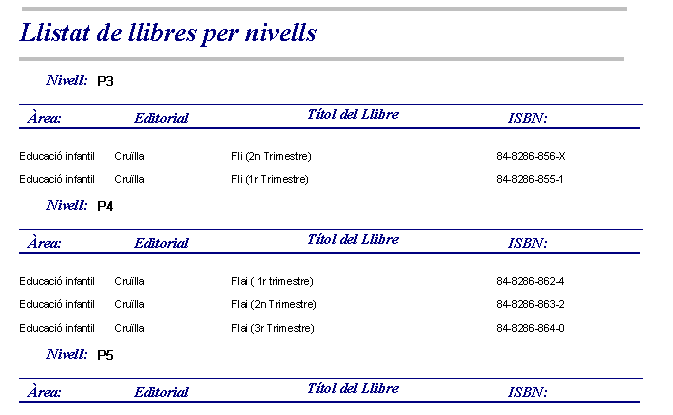 Llistat de llibres per nivells
Nivell: P3
Àrea: Editorial Títol del Llibre ISBN:
Educació infantil Cruïlla Fli (2n Trimestre) 84-8286-856-X
Educació infantil Cruïlla Fli (1r Trimestre) 84-8286-855-1
Nivell: P4
Àrea: Editorial Títol del Llibre ISBN:
Educació infantil Cruïlla Flai ( 1r trimestre) 84-8286-862-4
Educació infantil Cruïlla Flai (2n Trimestre) 84-8286-863-2
Educació infantil Cruïlla Flai (3r Trimestre) 84-8286-864-0
Nivell: P5
Àrea: Editorial Títol del Llibre ISBN: